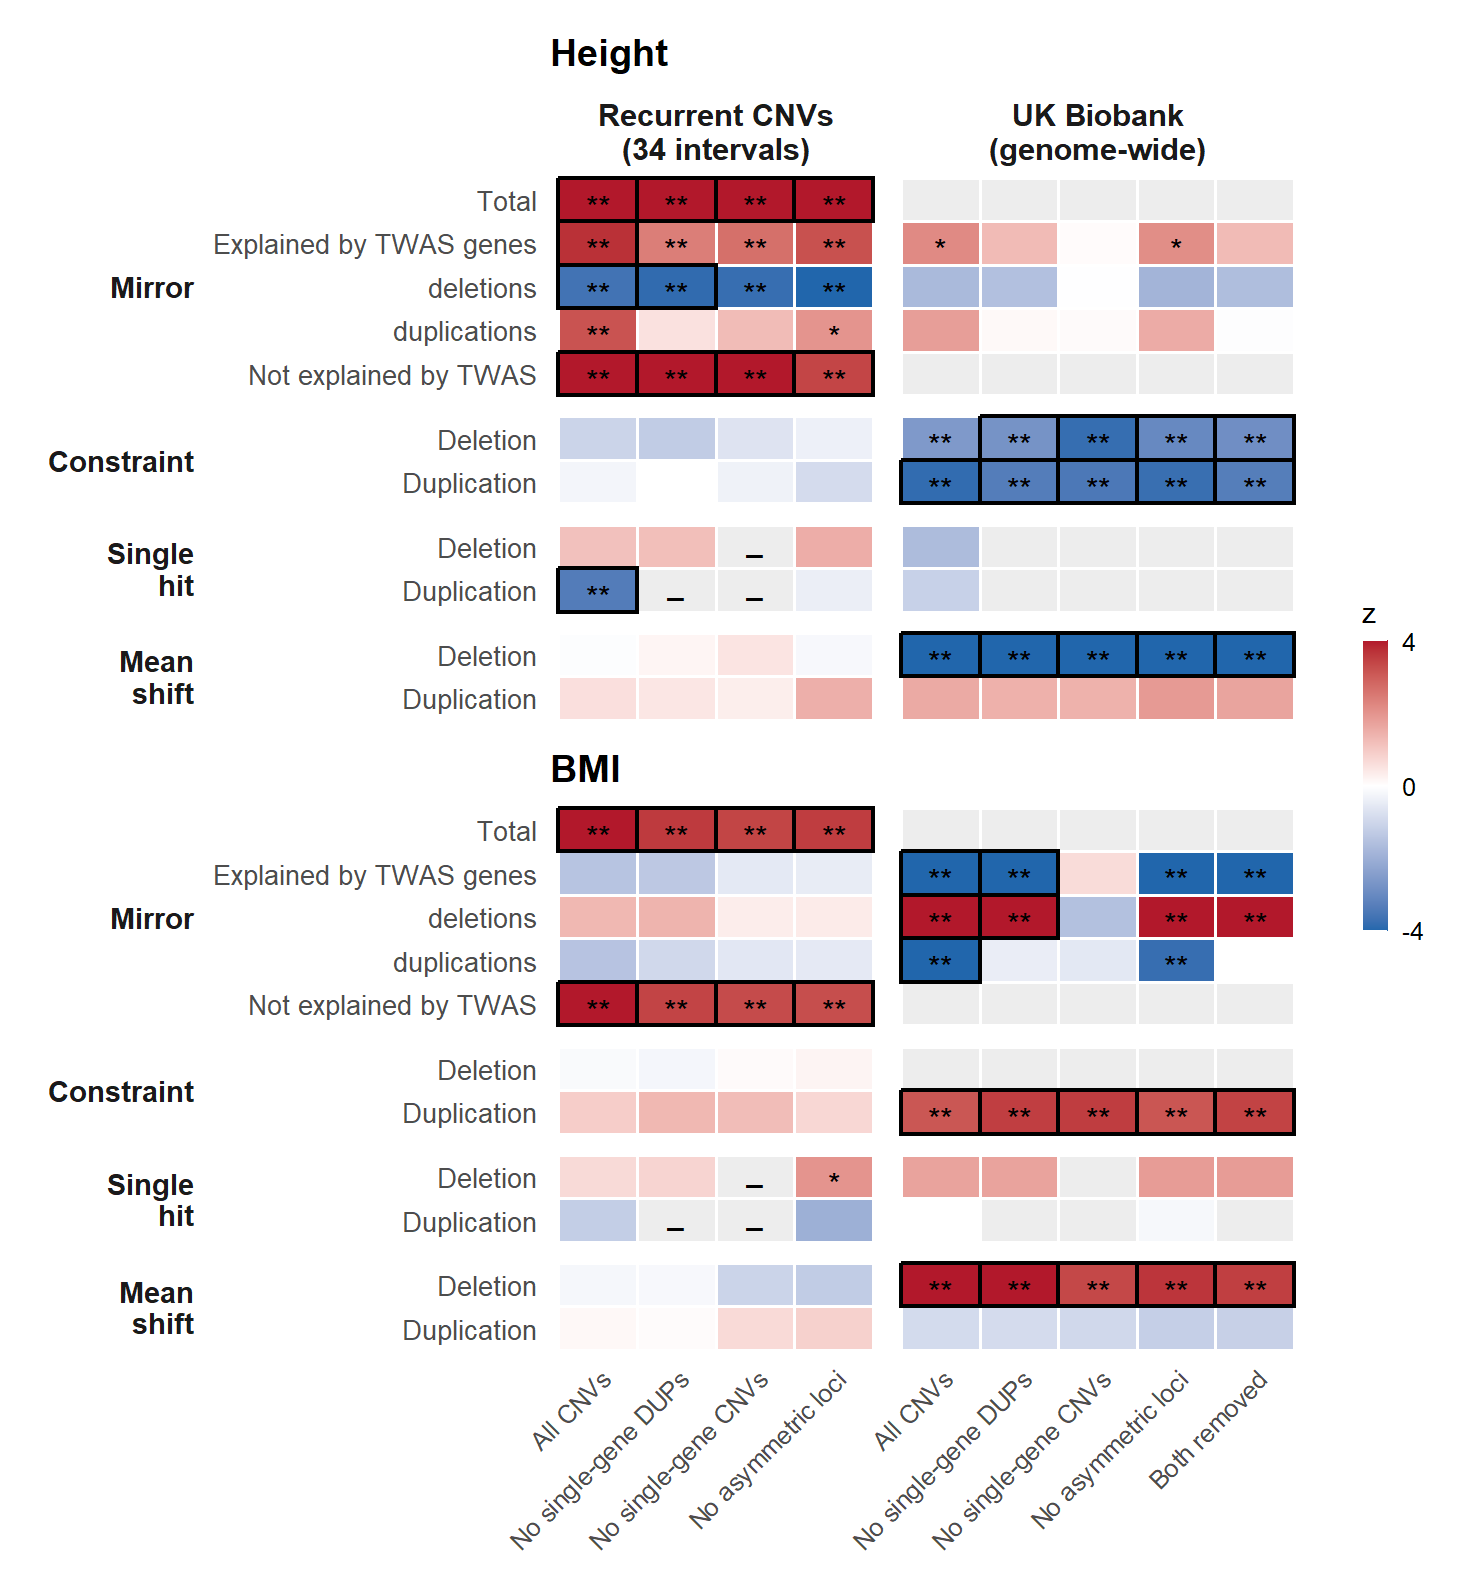 Height
Recurrent CNVs
(34 intervals)
UK Biobank
(genome-wide)
Mirror
Total ** ** ** **
Explained by TWAS genes ** ** ** ** * *
deletions ** ** ** **
duplications ** *
Not explained by TWAS ** ** ** **
Constraint
Deletion ** ** ** ** **
Duplication ** ** ** ** **
Single
hit
Deletion –
Duplication ** – –
Mean
shift
Deletion ** ** ** ** **
Duplication
z
4
0
-4
BMI
Mirror
Total ** ** ** **
Explained by TWAS genes ** ** ** **
deletions ** ** ** **
duplications ** **
Not explained by TWAS ** ** ** **
Constraint
Deletion
Duplication ** ** ** ** **
Single
hit
Deletion – *
Duplication – –
Mean
shift
Deletion ** ** ** ** **
Duplication
All CNVs
No single-gene DUPs
No single-gene CNVs
No asymmetric loci
All CNVs
No single-gene DUPs
No single-gene CNVs
No asymmetric loci
Both removed